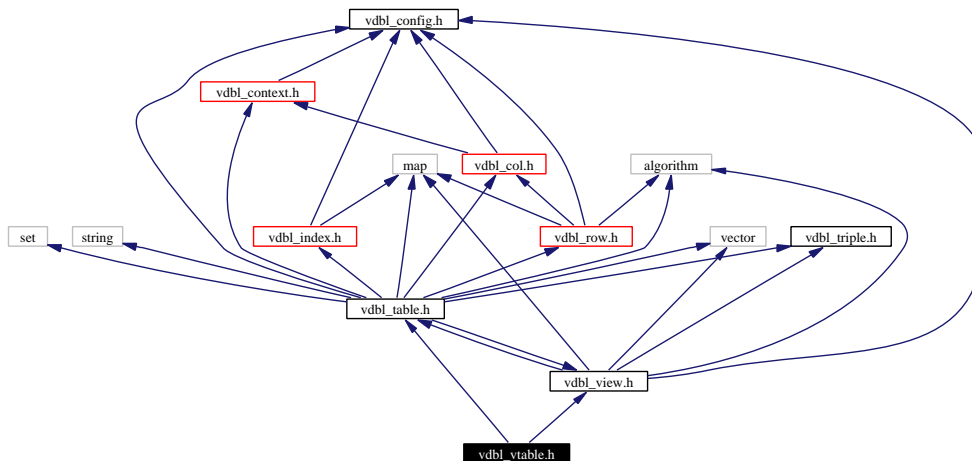 vdbl_config.h
vdbl_context.h
map
vdbl_col.h
algorithm
set
string
vdbl_index.h
vdbl_row.h
vector
vdbl_triple.h
vdbl_table.h
vdbl_view.h
vdbl_vtable.h